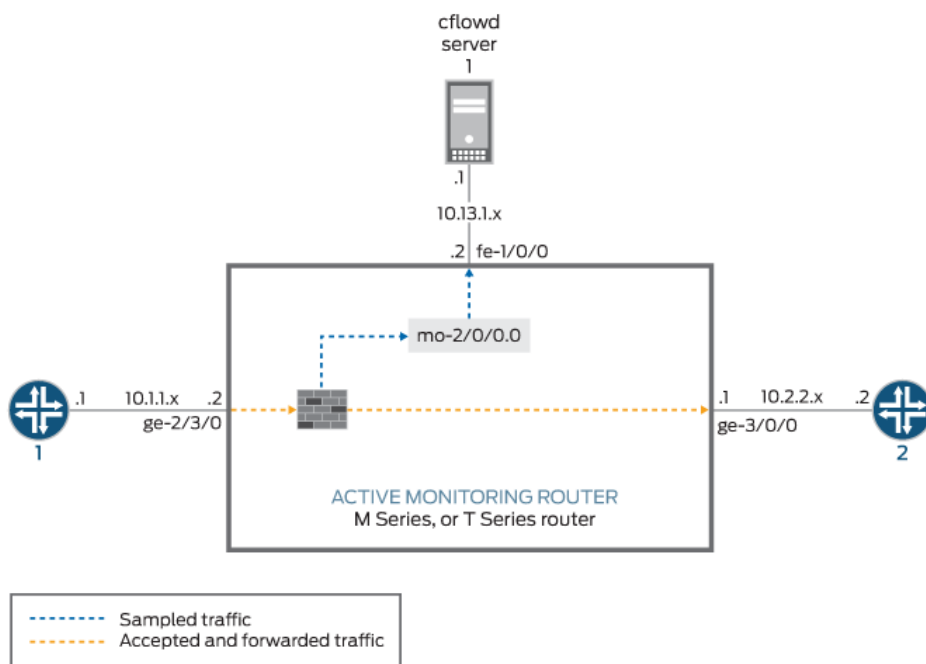 cflowd
server
1
.1
10.13.1.x
.2 fe-1/0/0
mo-2/0/0.0
.1 10.1.1.x .2
ge-2/3/0
1
.1 10.2.2.x .2
ge-3/0/0
2
ACTIVE MONITORING ROUTER
M Series, or T Series router
Sampled traffic
Accepted and forwarded traffic